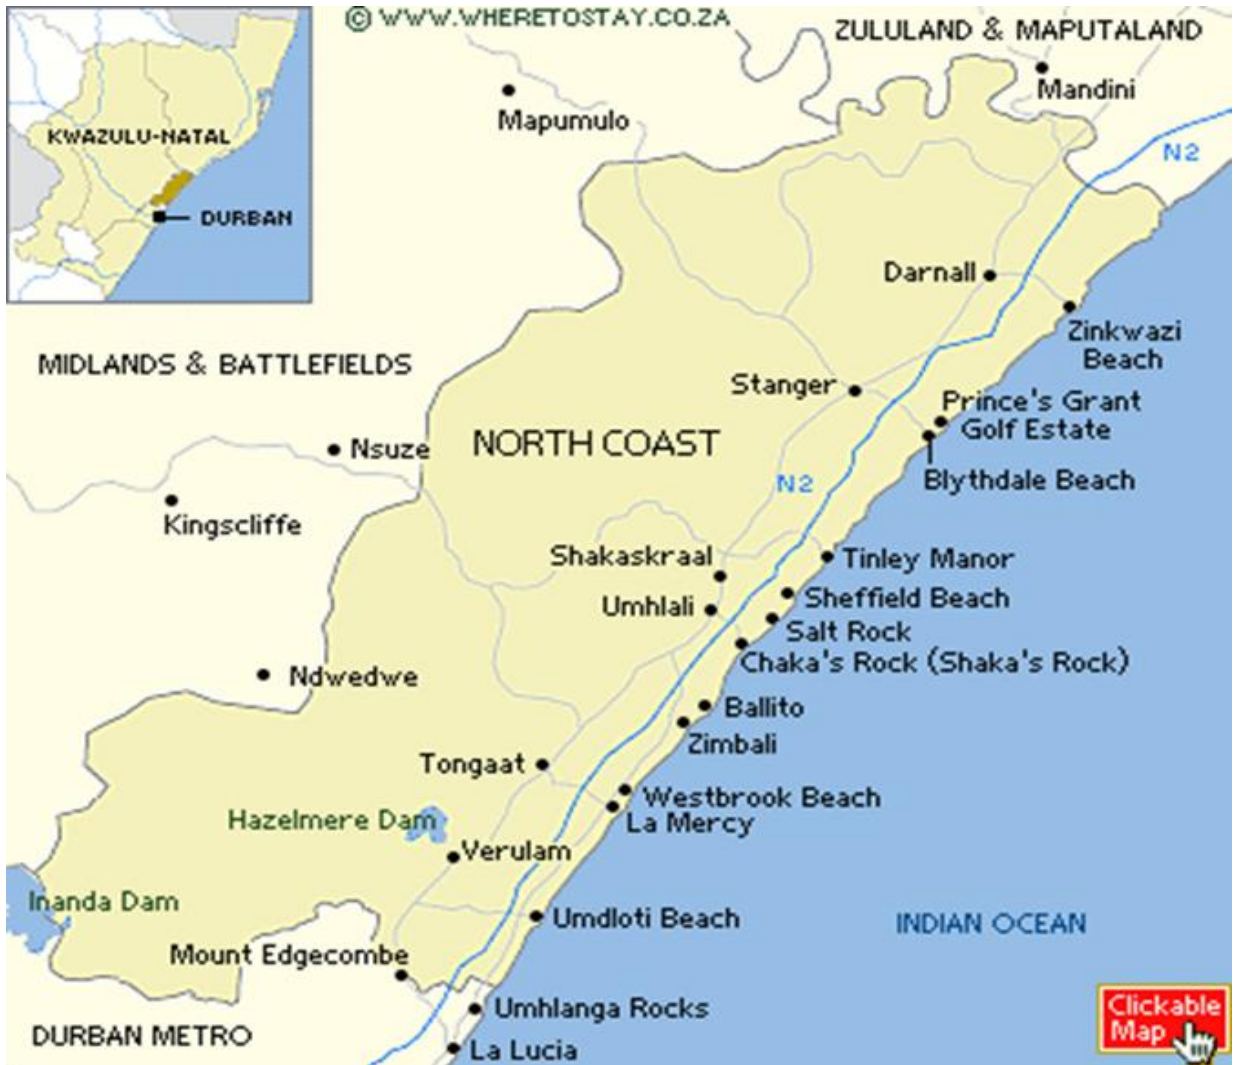 © WWW.WHERETOSTAY.CO.ZA
ZULULAND & MAPUTALAND
Mandini
Mapumulo
N2
KWAZULU-NATAL
DURBAN
Darnall
Zinkwazi
Beach
MIDLANDS & BATTLEFIELDS
Stanger
Prince's Grant
Golf Estate
NORTH COAST
Nsuze
Blythdale Beach
N2
Kingscliffe
Shakaskraal
Tinley Manor
Umhlali
Sheffield Beach
Salt Rock
Chaka's Rock (Shaka's Rock)
Ndwedwe
Ballito
Zimbali
Tongaat
Westbrook Beach
La Mercy
Hazelmere Dam
Verulam
Inanda Dam
Umdloti Beach
INDIAN OCEAN
Mount Edgecombe
Umhlanga Rocks
Clickable
Map
DURBAN METRO
La Lucia